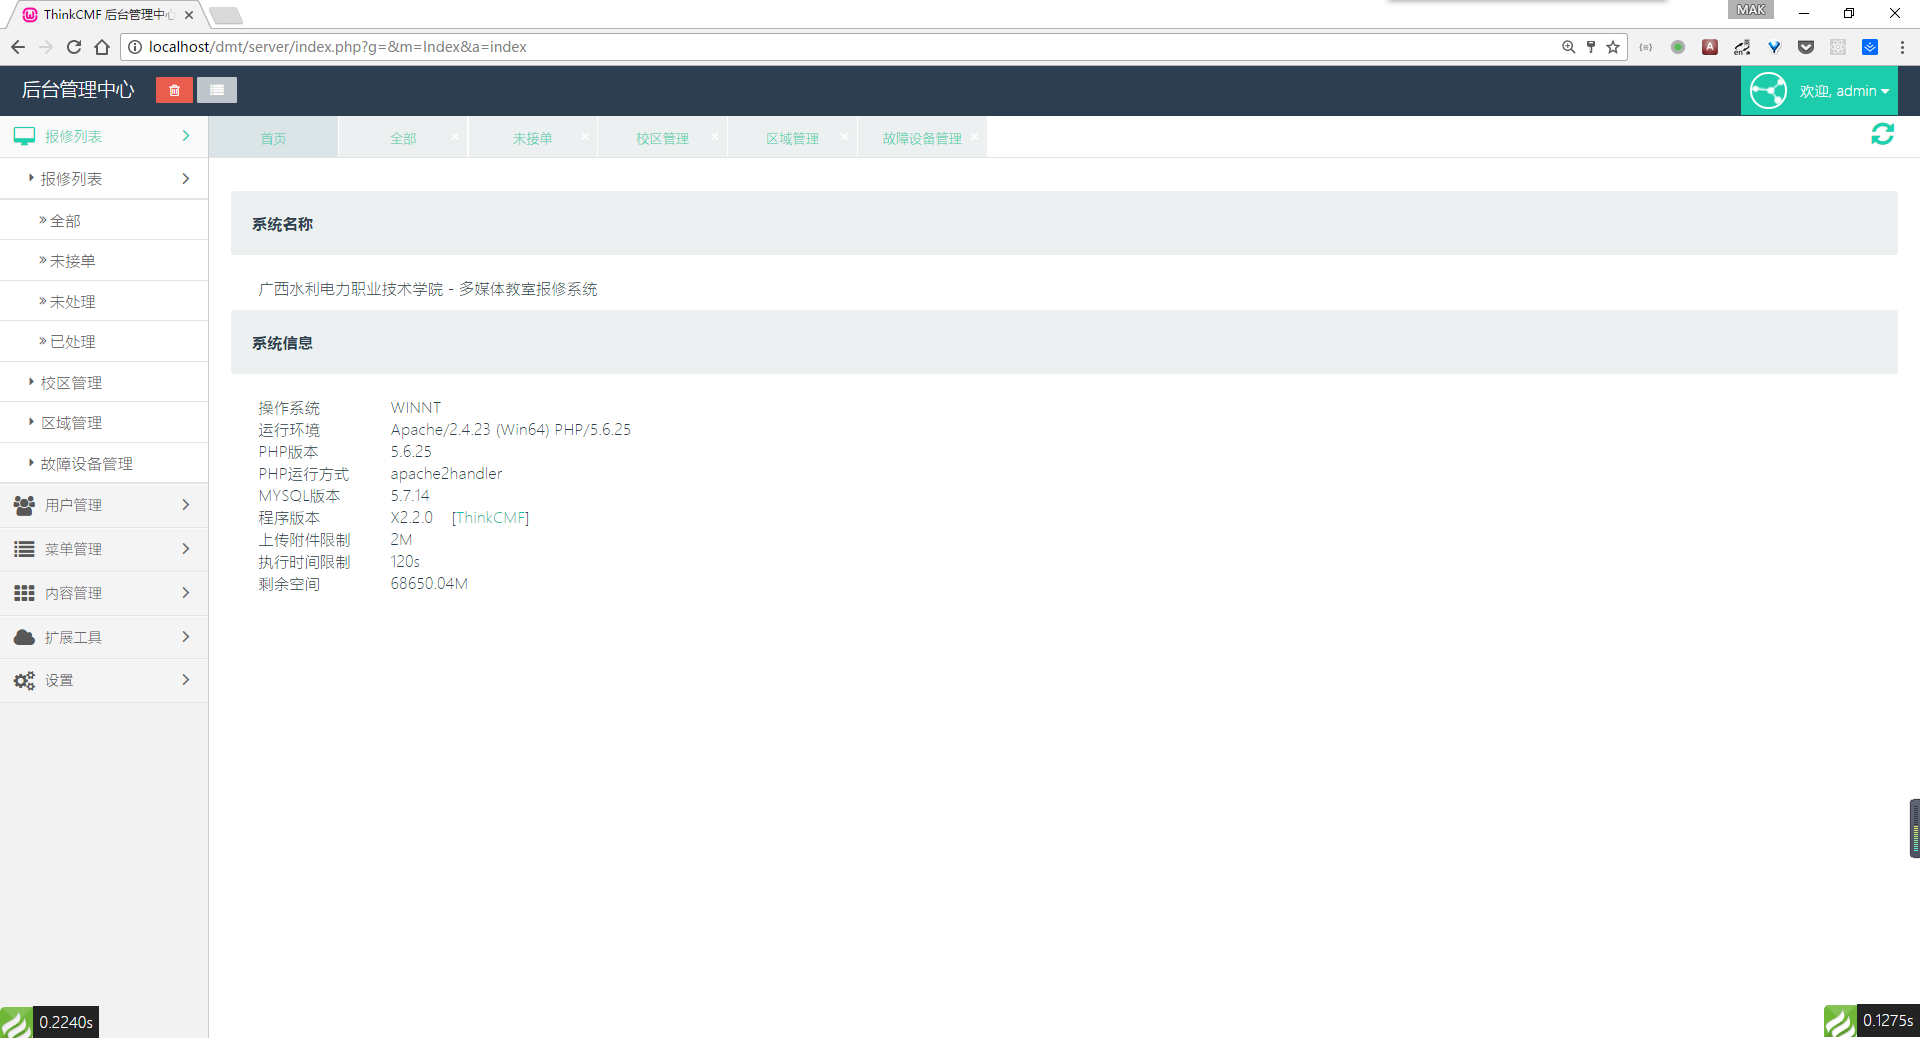 ThinkCMF 后台管理中心
MAK
localhost/dmt/server/index.php?g=&m=Index&a=index
后台管理中心
欢迎, admin
报修列表
首页
全部
未接单
校区管理
区域管理
故障设备管理
报修列表
全部
未接单
未处理
已处理
校区管理
区域管理
故障设备管理
用户管理
菜单管理
内容管理
扩展工具
设置
系统名称
广西水利电力职业技术学院 - 多媒体教室报修系统
系统信息
操作系统 WINNT
运行环境 Apache/2.4.23 (Win64) PHP/5.6.25
PHP版本 5.6.25
PHP运行方式 apache2handler
MYSQL版本 5.7.14
程序版本 X2.2.0 [ThinkCMF]
上传附件限制 2M
执行时间限制 120s
剩余空间 68650.04M
0.2240s
0.1275s